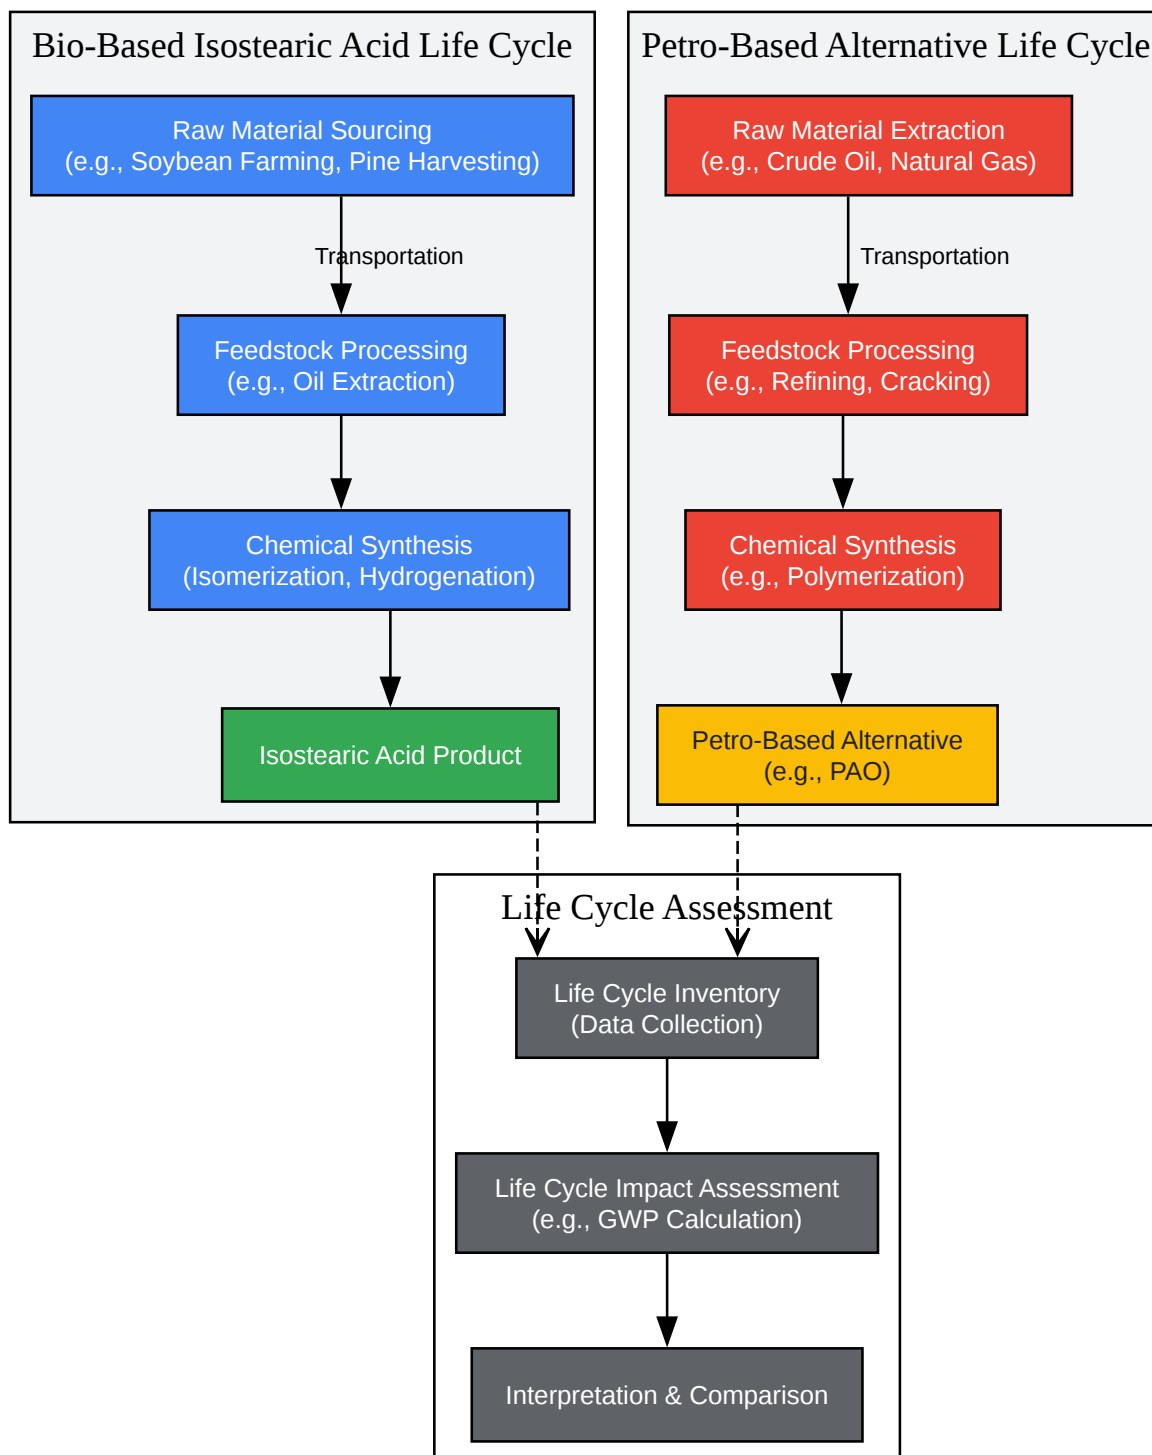 Bio-Based Isostearic Acid Life Cycle
Raw Material Sourcing
(e.g., Soybean Farming, Pine Harvesting)
Transportation
Feedstock Processing
(e.g., Oil Extraction)
Chemical Synthesis
(Isomerization, Hydrogenation)
Isostearic Acid Product
Petro-Based Alternative Life Cycle
Raw Material Extraction
(e.g., Crude Oil, Natural Gas)
Transportation
Feedstock Processing
(e.g., Refining, Cracking)
Chemical Synthesis
(e.g., Polymerization)
Petro-Based Alternative
(e.g., PAO)
Life Cycle Assessment
Life Cycle Inventory
(Data Collection)
Life Cycle Impact Assessment
(e.g., GWP Calculation)
Interpretation & Comparison